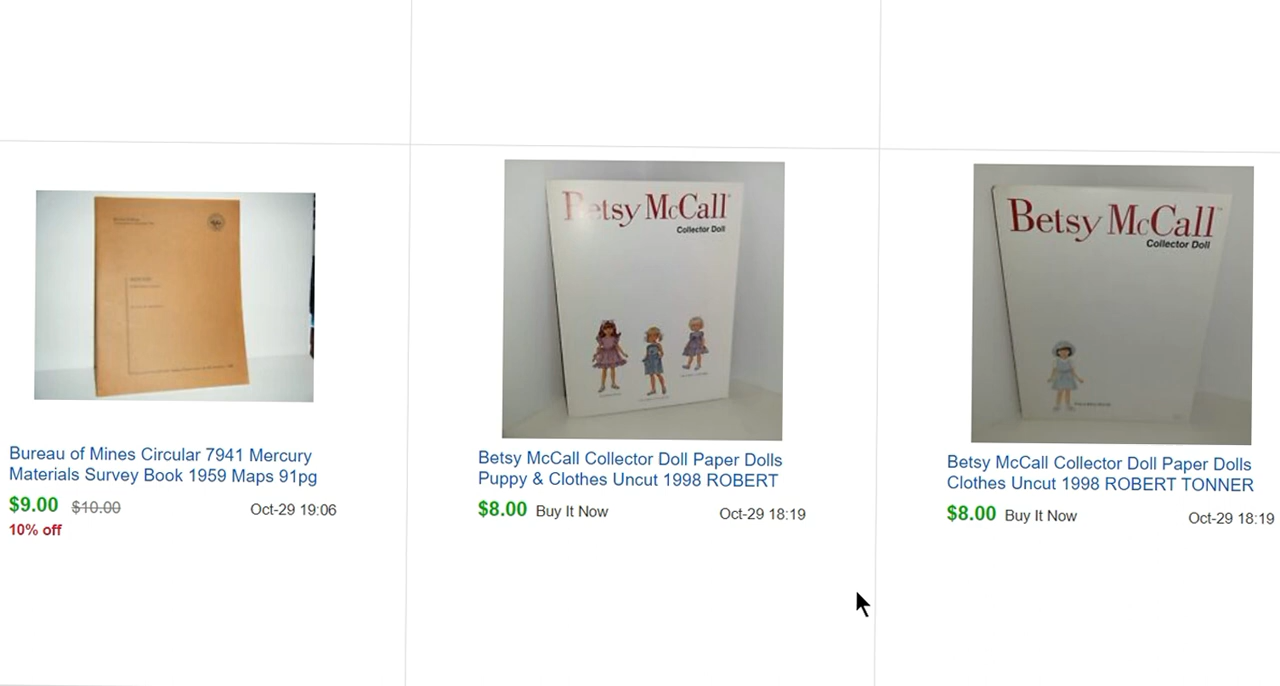 Betsy McCall
Collector Doll
Betsy McCall
Collector Doll
Bureau of Mines Circular 7941 Mercury
Materials Survey Book 1959 Maps 91pg
$9.00 $10.00 Oct-29 19:06
10% off
Betsy McCall Collector Doll Paper Dolls
Puppy & Clothes Uncut 1998 ROBERT
$8.00 Buy It Now Oct-29 18:19
Betsy McCall Collector Doll Paper Dolls
Clothes Uncut 1998 ROBERT TONNER
$8.00 Buy It Now Oct-29 18:19